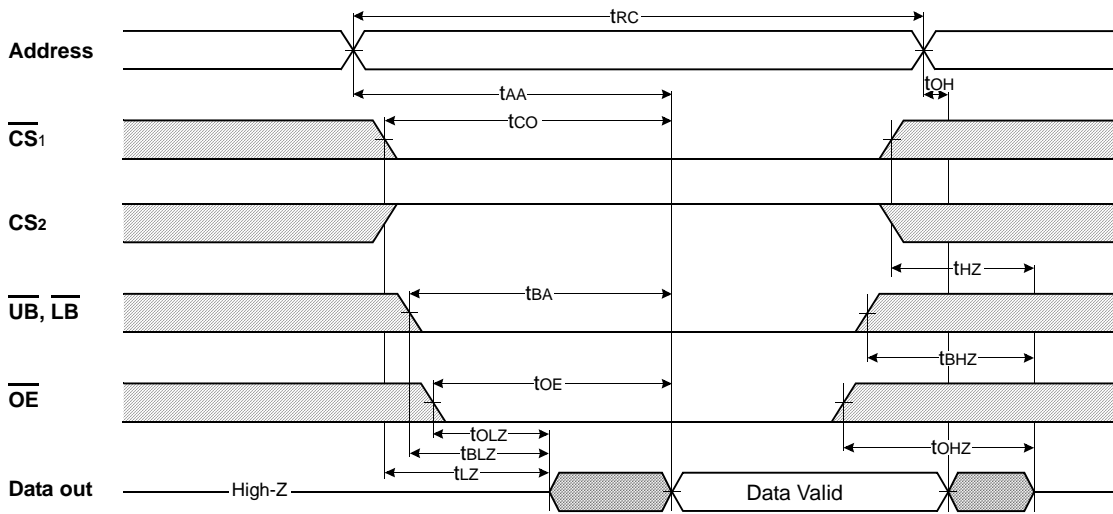 tRC
Address
tOH
tAA
tCO
CS1
CS2
tHZ
tBA
UB, LB
tBHZ
tOE
OE
tOLZ
tOHZ
tBLZ
tLZ
Data out High-Z Data Valid